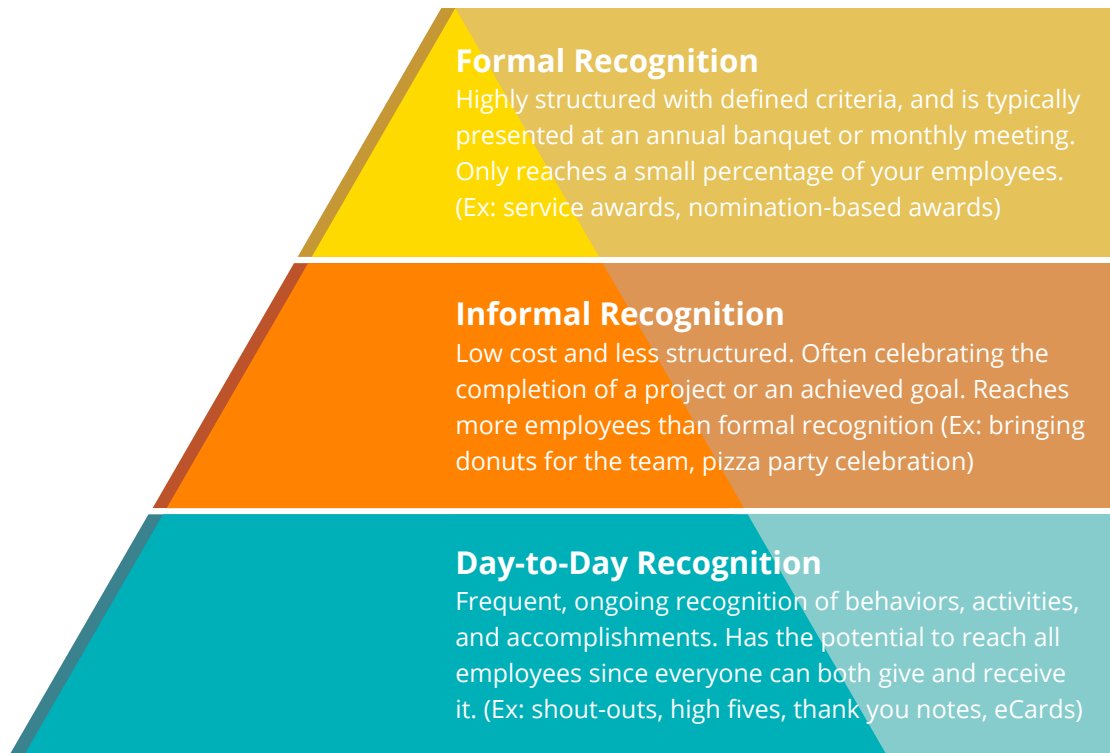 Formal Recognition
Highly structured with defined criteria, and is typically
presented at an annual banquet or monthly meeting.
Only reaches a small percentage of your employees.
(Ex: service awards, nomination-based awards)
Informal Recognition
Low cost and less structured. Often celebrating the
completion of a project or an achieved goal. Reaches
more employees than formal recognition (Ex: bringing
donuts for the team, pizza party celebration)
Day-to-Day Recognition
Frequent, ongoing recognition of behaviors, activities,
and accomplishments. Has the potential to reach all
employees since everyone can both give and receive
it. (Ex: shout-outs, high fives, thank you notes, eCards)